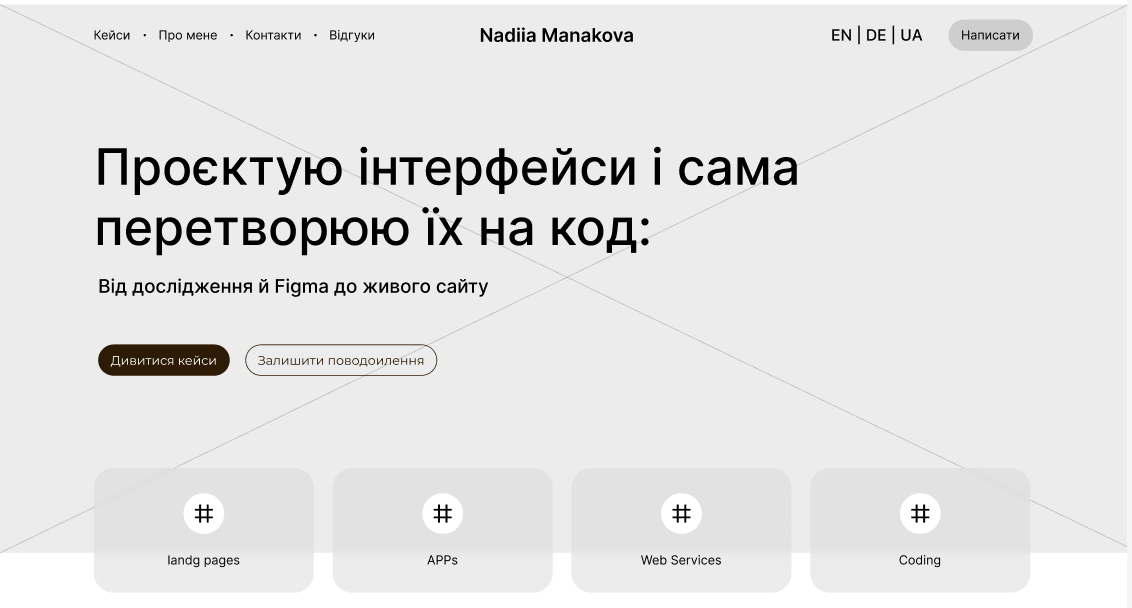 Кейси • Про мене • Контакти • Відгуки
Nadiia Manakova
EN | DE | UA
Написати
Проєктую інтерфейси і сама
перетворюю їх на код:
Від дослідження й Figma до живого сайту
Дивитися кейси
Залишити поводоилення
landg pages
APPs
Web Services
Coding